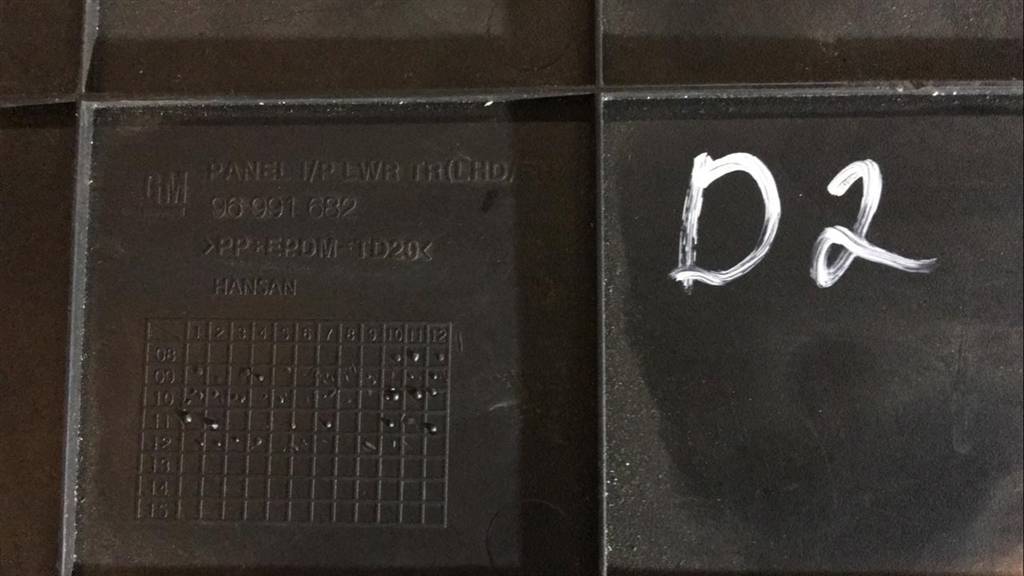 GM
PANEL I/P LWR TR(LHD/
96 991 682
>PP+EPDM-TD20<
HANSAN
1 2 3 4 5 6 7 8 9 10 11 12
08
09
10
11
12
13
14
15
D2